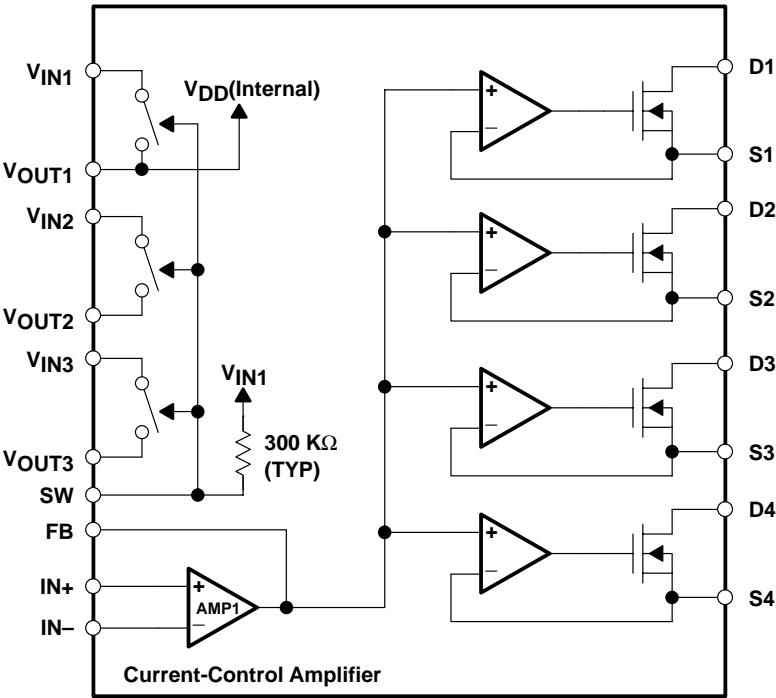 VIN1
VDD(Internal)
VOUT1
VIN2
VOUT2
VIN3
VOUT3
VIN1
300 KΩ
(TYP)
SW
FB
IN+
IN–
+
AMP1
–
Current-Control Amplifier
+
–
D1
S1
+
–
D2
S2
+
–
D3
S3
+
–
D4
S4